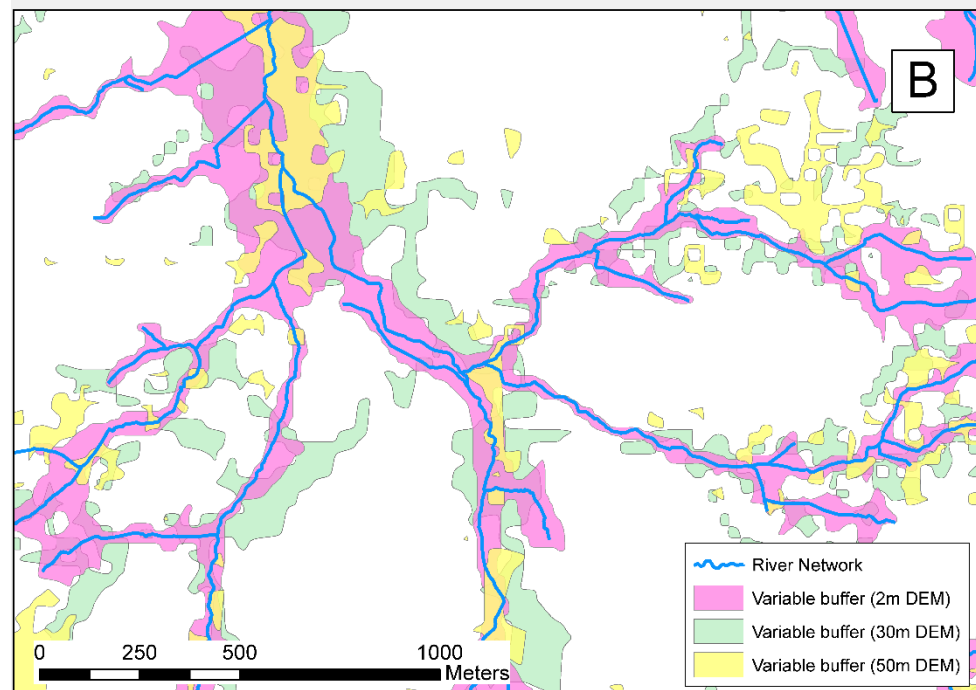 B
River Network
Variable buffer (2m DEM)
Variable buffer (30m DEM)
Variable buffer (50m DEM)
0 250 500 1000
Meters